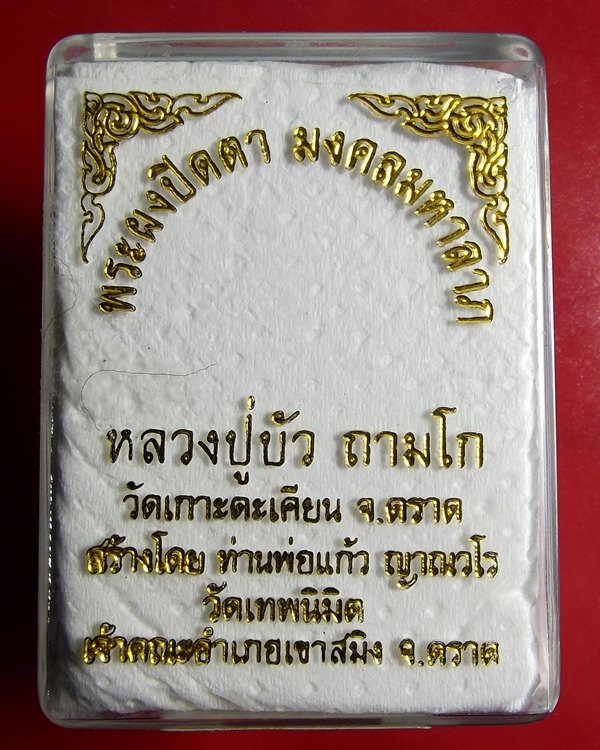 พระผงปิดตา มงคลมหาลาภ
หลวงปู่บัว ถามโก
วัดเกาะตะเคียน จ.ตราด
สร้างโดย ท่านพ่อแก้ว ญาณวโร
วัดเทพนิมิต
เจ้าคณะอำเภอเขาสมิง จ.ตราด